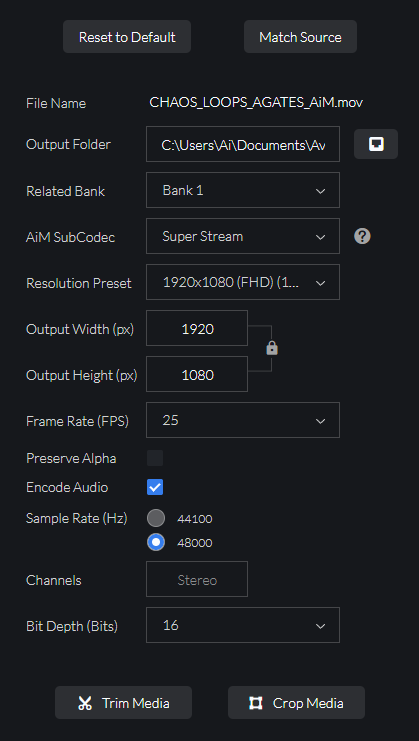 Reset to Default Match Source
File Name CHAOS_LOOPS_AGATES_AiM.mov
Output Folder C:\Users\Ai\Documents\Av
Related Bank Bank 1
AiM SubCodec Super Stream ?
Resolution Preset 1920x1080 (FHD) (1...
Output Width (px) 1920
Output Height (px) 1080
Frame Rate (FPS) 25
Preserve Alpha
Encode Audio
Sample Rate (Hz) 44100
48000
Channels Stereo
Bit Depth (Bits) 16
Trim Media Crop Media